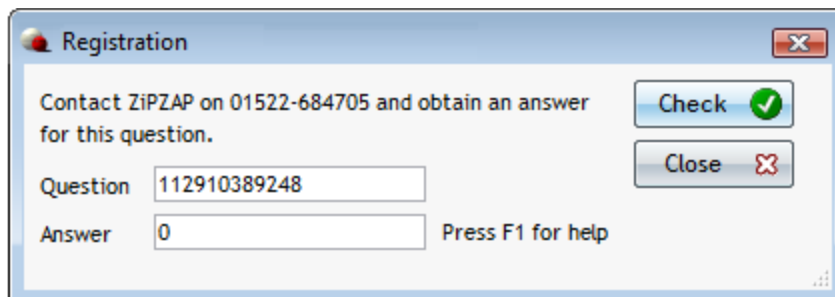 Registration
Contact ZiPZAP on 01522-684705 and obtain an answer
for this question.
Check
Close
Question 112910389248
Answer 0 Press F1 for help